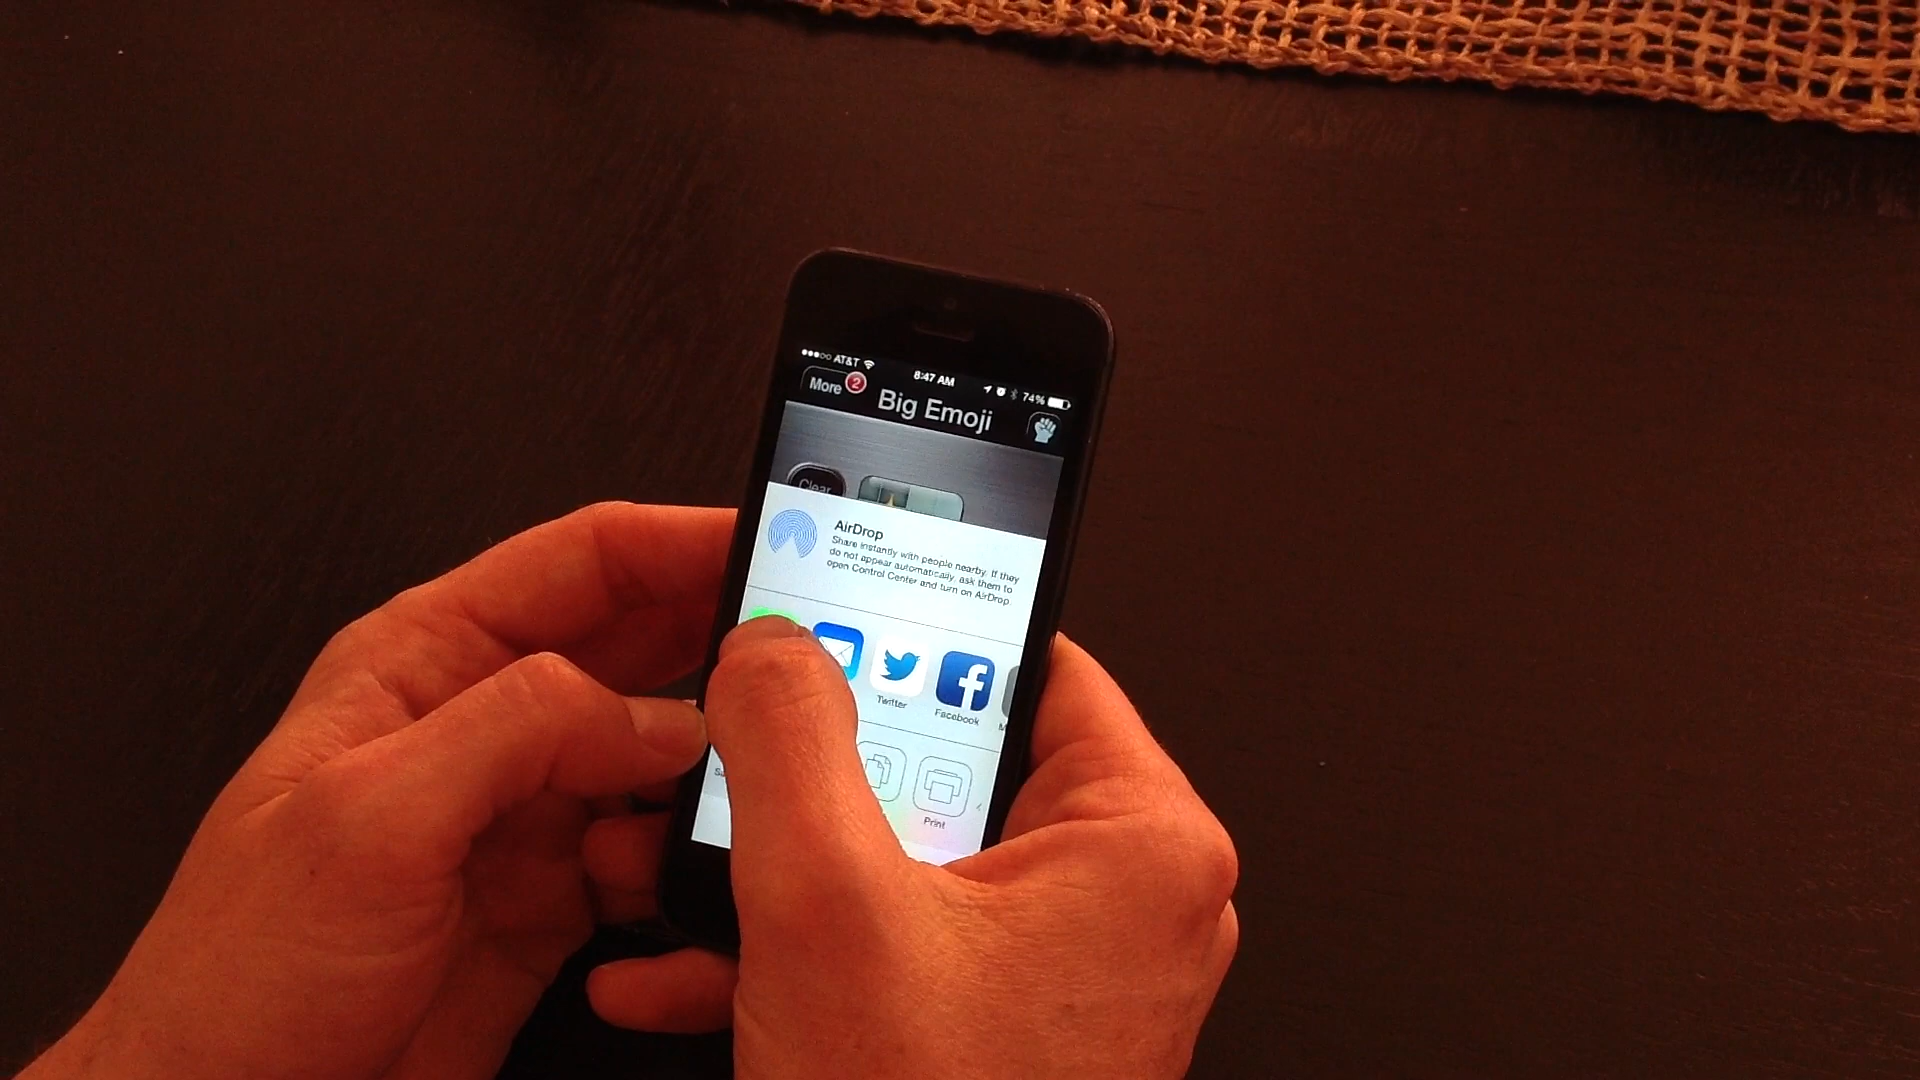 AT&T
8:47 AM
74%
More
2
Big Emoji
Clear
AirDrop
Share instantly with people nearby. If they
do not appear automatically, ask them to
open Control Center and turn on AirDrop.
Twitter
Facebook
Print